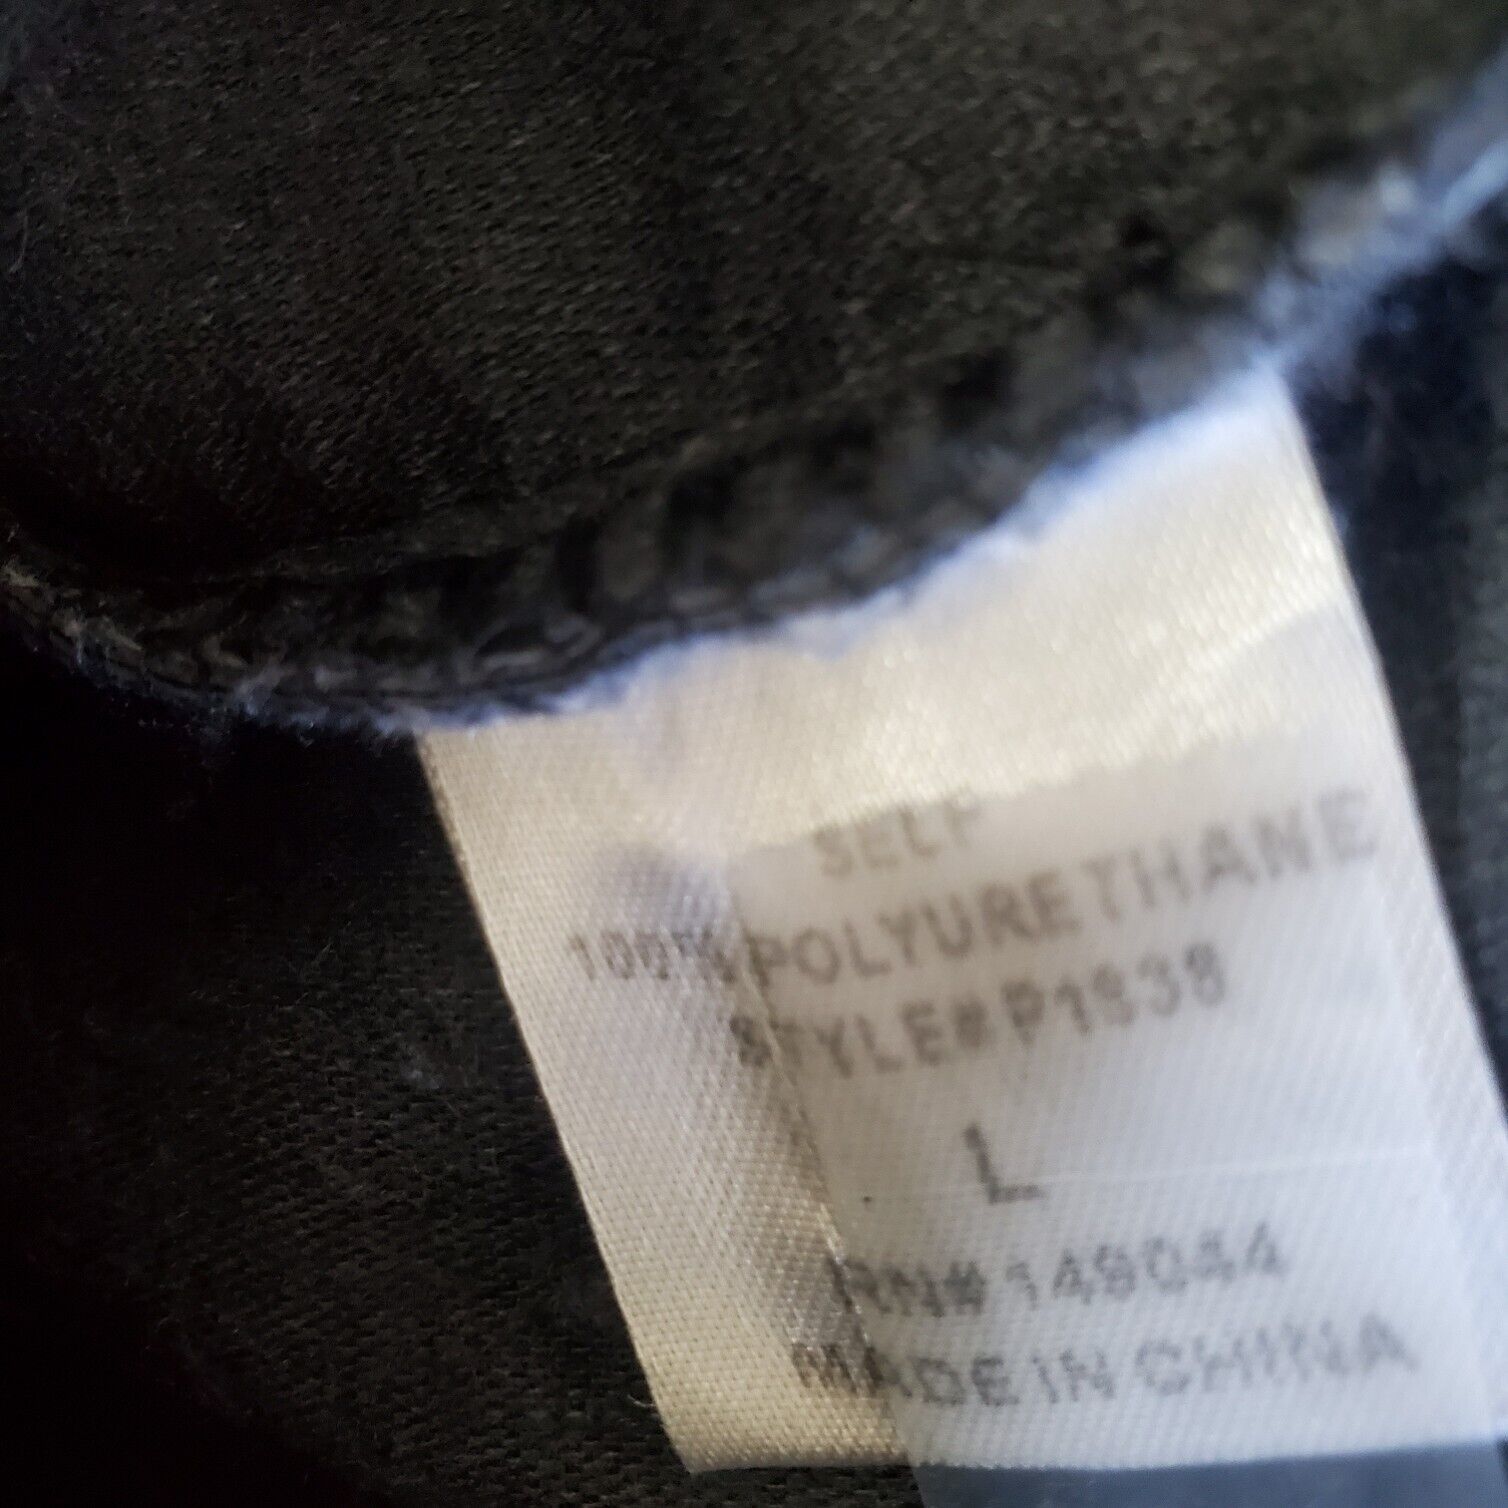 SELF
100% POLYURETHANE
STYLE#P1838
L
RN#149044
MADE IN CHINA